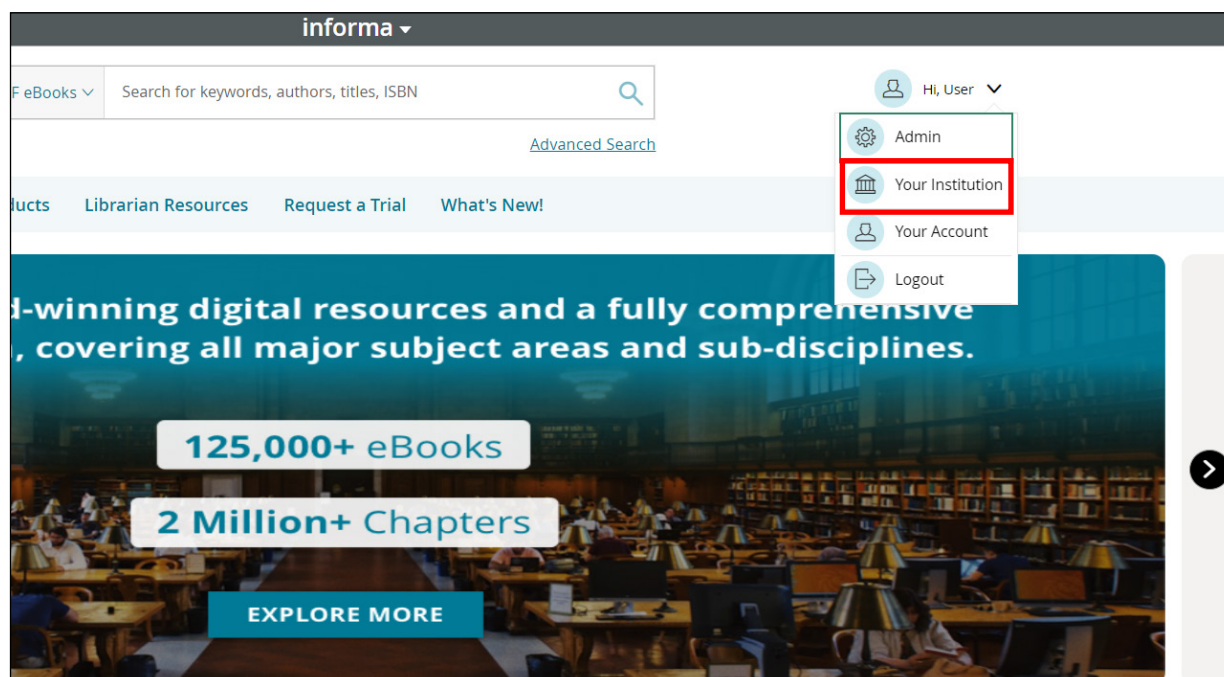 informa
F eBooks
Search for keywords, authors, titles, ISBN
Hi, User
Advanced Search
Admin
Your Institution
Your Account
Logout
ducts Librarian Resources Request a Trial What's New!
d-winning digital resources and a fully comprehensive
, covering all major subject areas and sub-disciplines.
125,000+ eBooks
2 Million+ Chapters
EXPLORE MORE